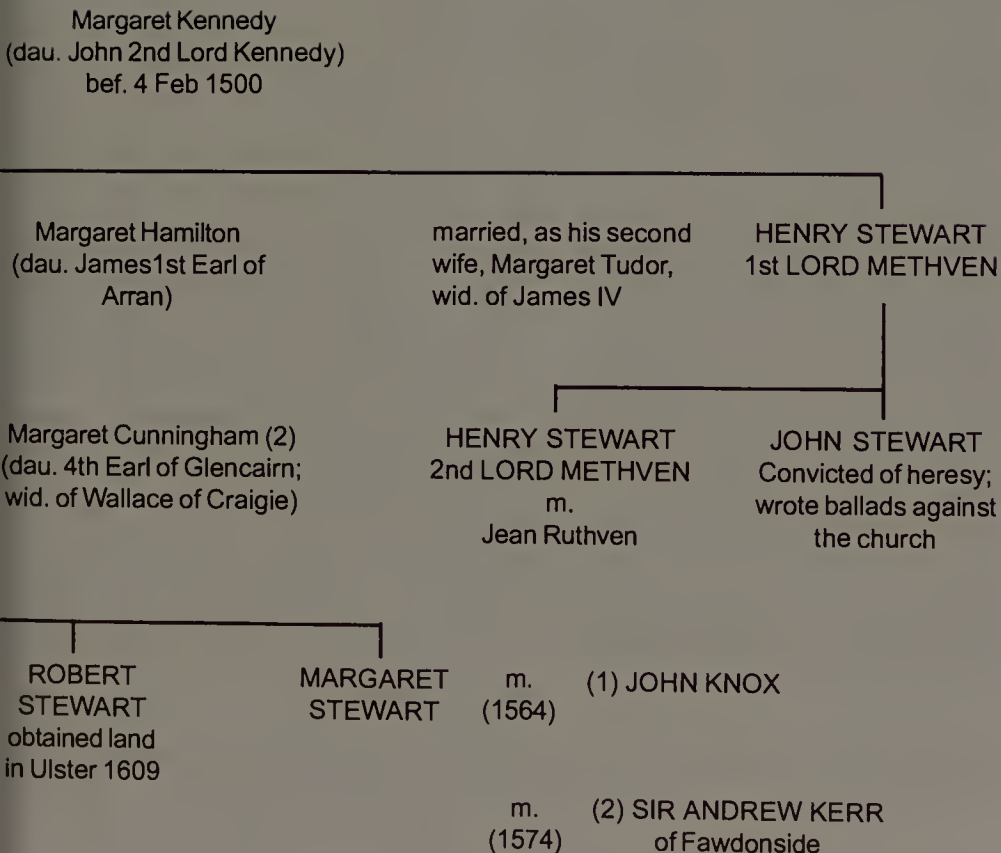 Margaret Kennedy
(dau. John 2nd Lord Kennedy)
bef. 4 Feb 1500
Margaret Hamilton
(dau. James1st Earl of
Arran)
married, as his second
wife, Margaret Tudor,
wid. of James IV
HENRY STEWART
1st LORD METHVEN
Margaret Cunningham (2)
(dau. 4th Earl of Glencairn;
wid. of Wallace of Craigie)
HENRY STEWART
2nd LORD METHVEN
m.
Jean Ruthven
JOHN STEWART
Convicted of heresy;
wrote ballads against
the church
ROBERT
STEWART
obtained land
in Ulster 1609
MARGARET
STEWART
m.
(1564)
(1) JOHN KNOX
m.
(1574)
(2) SIR ANDREW KERR
of Fawdonside